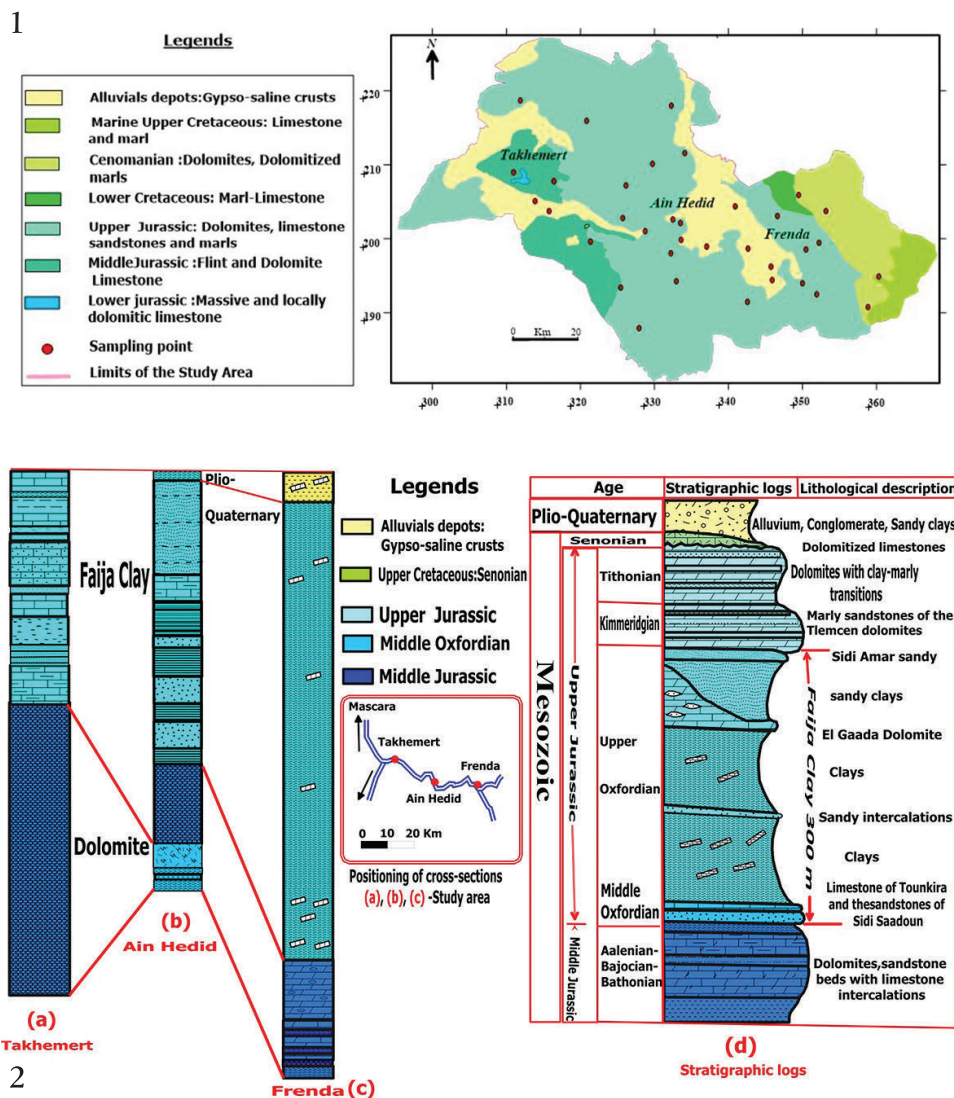 1
Legends
Alluvials depots:Gypso-saline crusts
Marine Upper Cretaceous: Limestone
and marl
Cenomanian :Dolomites, Dolomitized
marls
Lower Cretaceous: Marl-Limestone
Upper Jurassic: Dolomites, limestone
sandstones and marls
MiddleJurassic :Flint and Dolomite
Limestone
Lower jurassic :Massive and locally
dolomitic limestone
Sampling point
Limits of the Study Area
N
220
210
200
190
Takhemert
Ain Hedid
Frenda
0 Km 20
300 310 320 330 340 350 360
Faija Clay
Dolomite
(a)
Takhemert
(b)
Ain Hedid
Plio-
Quaternary
Frenda (c)
Legends
Alluvials depots:
Gypso-saline crusts
Upper Cretaceous:Senonian
Upper Jurassic
Middle Oxfordian
Middle Jurassic
Mascara
Takhemert
Frenda
Ain Hedid
0 10 20 Km
Positioning of cross-sections
(a), (b), (c) -Study area
Age Stratigraphic logs Lithological description
Plio-Quaternary
Mesozoic
Upper Jurassic
Middle Jurassic
Senonian
Tithonian
Kimmeridgian
Upper
Oxfordian
Middle
Oxfordian
Aalenian-
Bajocian-
Bathonian
Alluvium, Conglomerate, Sandy clays
Dolomitized limestones
Dolomites with clay-marly
transitions
Marly sandstones of the
Tlemcen dolomites
Sidi Amar sandy
sandy clays
El Gaada Dolomite
Clays
Sandy intercalations
Clays
Limestone of Tounkira
and thesandstones of
Sidi Saadoun
Dolomites,sandstone
beds with limestone
intercalations
Faija Clay 300 m
(d)
Stratigraphic logs
2